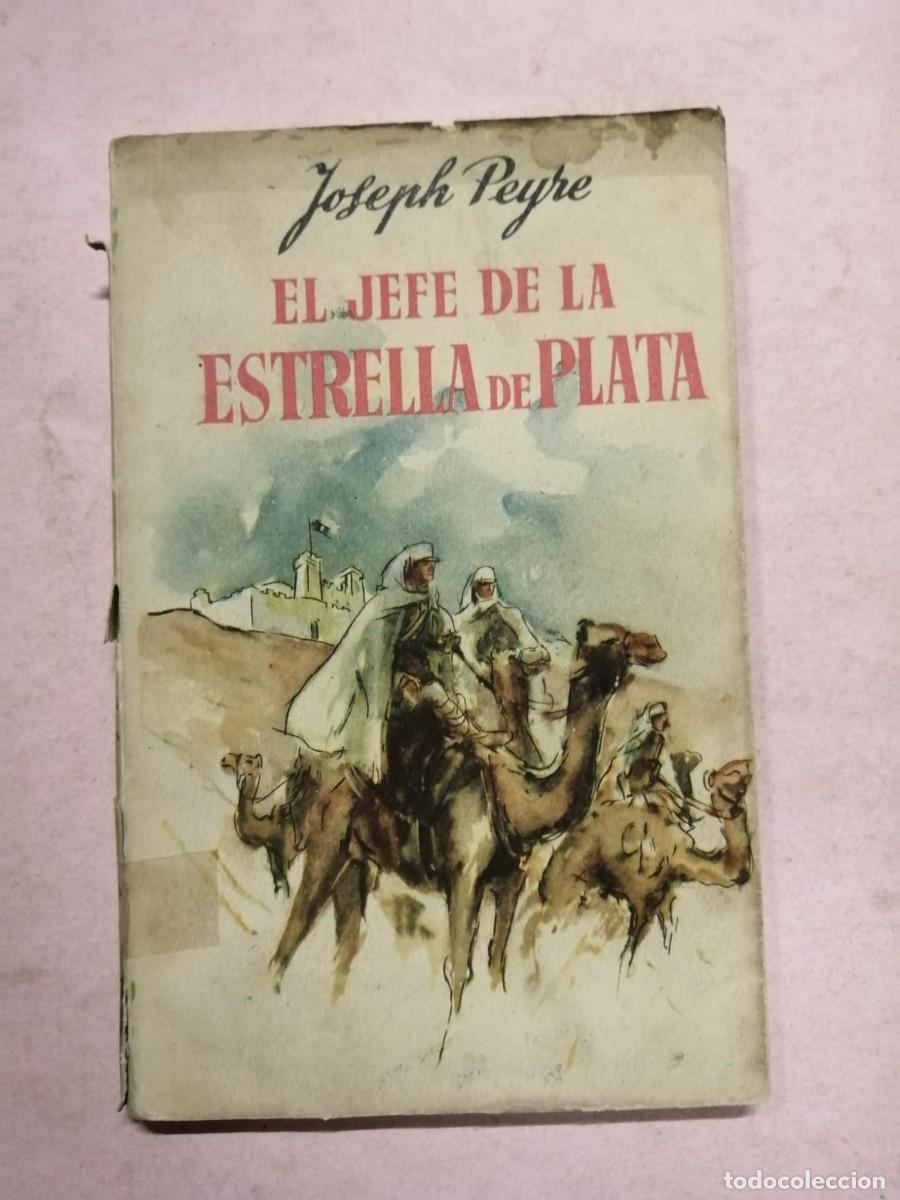 Joseph Peyre
EL JEFE DE LA
ESTRELLA DE PLATA
todocoleccion